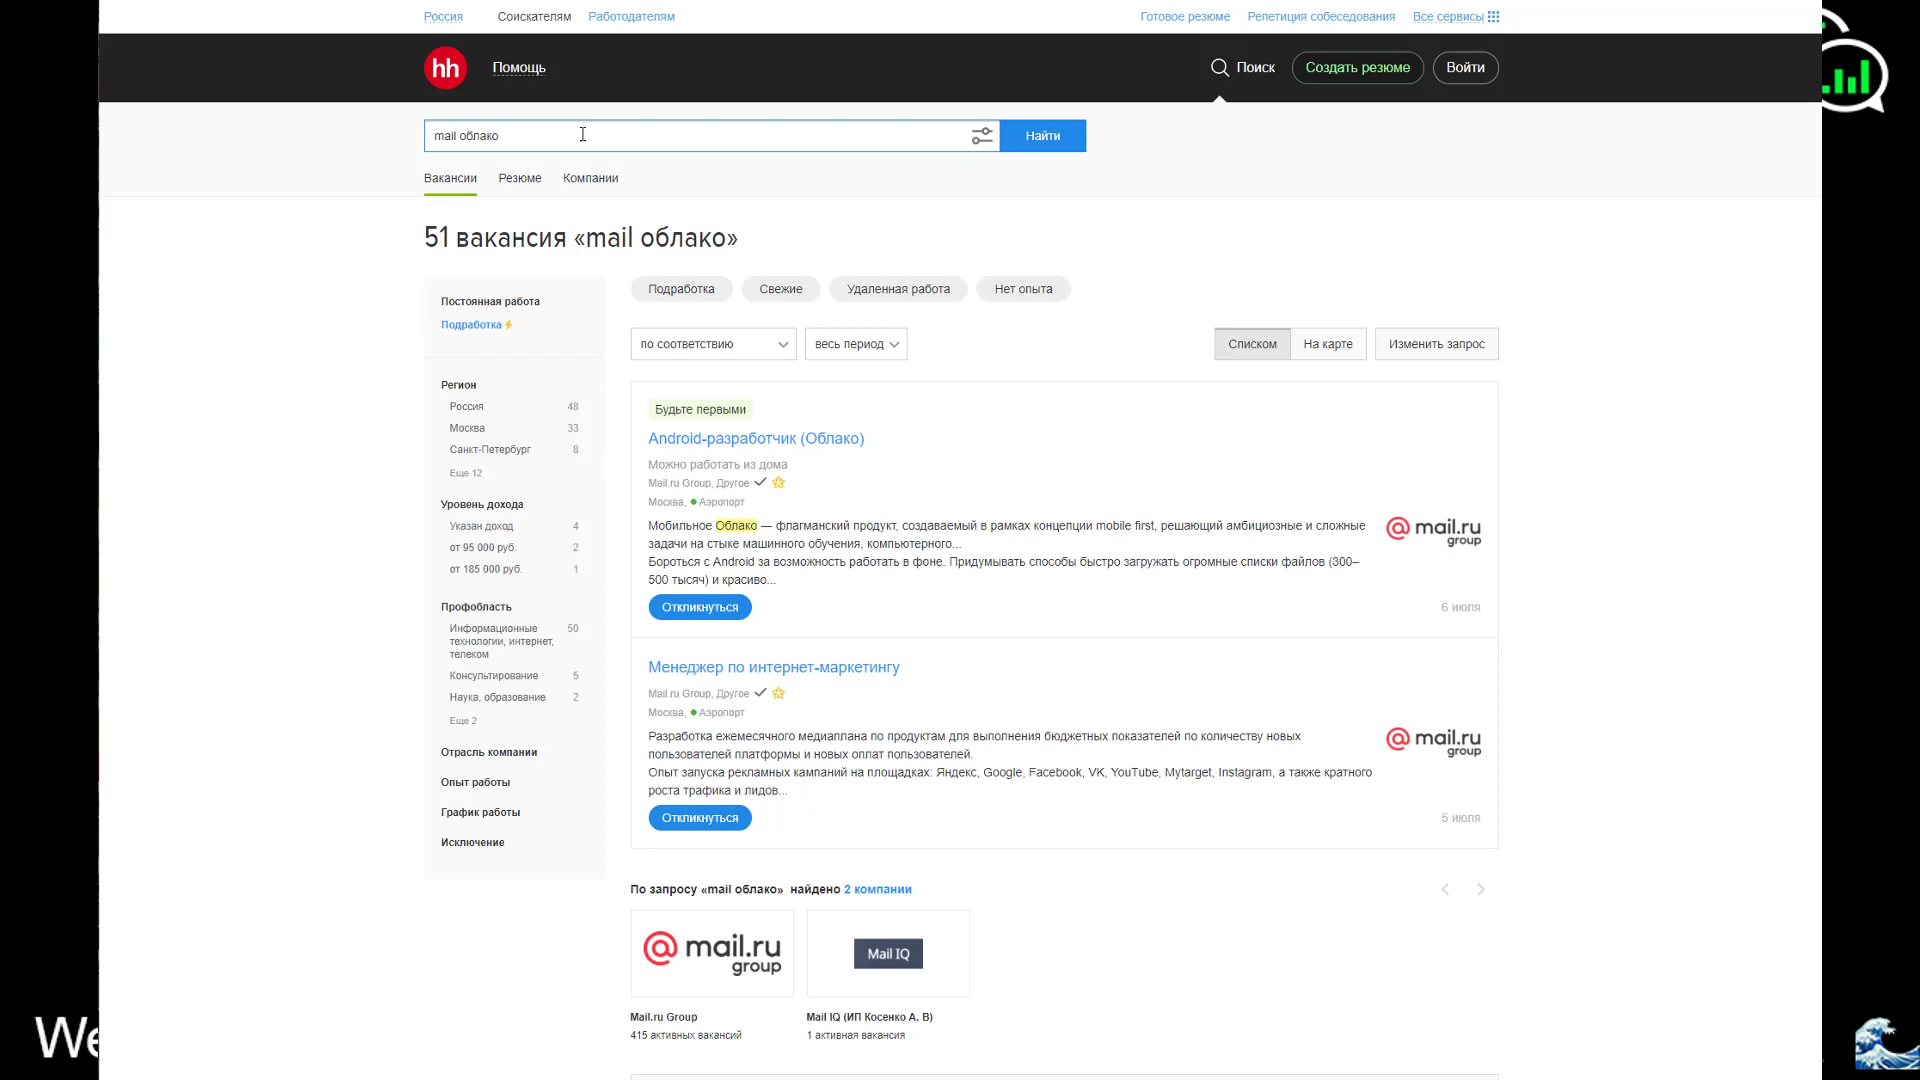 Россия Соискателям Работодателям Готовое резюме Репетиция собеседования Все сервисы
hh Помощь Поиск Создать резюме Войти
mail облако Найти
Вакансии Резюме Компании
51 вакансия «mail облако»
Подработка Свежие Удаленная работа Нет опыта
по соответствию весь период Списком На карте Изменить запрос
Постоянная работа
Подработка
Регион
Россия 48
Москва 33
Санкт-Петербург 8
Еще 12
Уровень дохода
Указан доход 4
от 95 000 руб. 2
от 185 000 руб. 1
Профобласть
Информационные 50
технологии, интернет,
телеком
Консультирование 5
Наука, образование 2
Еще 2
Отрасль компании
Опыт работы
График работы
Исключение
Будьте первыми
Android-разработчик (Облако)
Можно работать из дома
Mail.ru Group, Другое
Москва, Аэропорт
Мобильное Облако — флагманский продукт, создаваемый в рамках концепции mobile first, решающий амбициозные и сложные
задачи на стыке машинного обучения, компьютерного...
Бороться с Android за возможность работать в фоне. Придумывать способы быстро загружать огромные списки файлов (300–
500 тысяч) и красиво...
@mail.ru
group
Откликнуться 6 июля
Менеджер по интернет-маркетингу
Mail.ru Group, Другое
Москва, Аэропорт
Разработка ежемесячного медиаплана по продуктам для выполнения бюджетных показателей по количеству новых
пользователей платформы и новых оплат пользователей.
Опыт запуска рекламных кампаний на площадках: Яндекс, Google, Facebook, VK, YouTube, Mytarget, Instagram, а также кратного
роста трафика и лидов...
@mail.ru
group
Откликнуться 5 июля
По запросу «mail облако» найдено 2 компании
@mail.ru
group
Mail IQ
Mail.ru Group Mail IQ (ИП Косенко А. В)
415 активных вакансий 1 активная вакансия
We